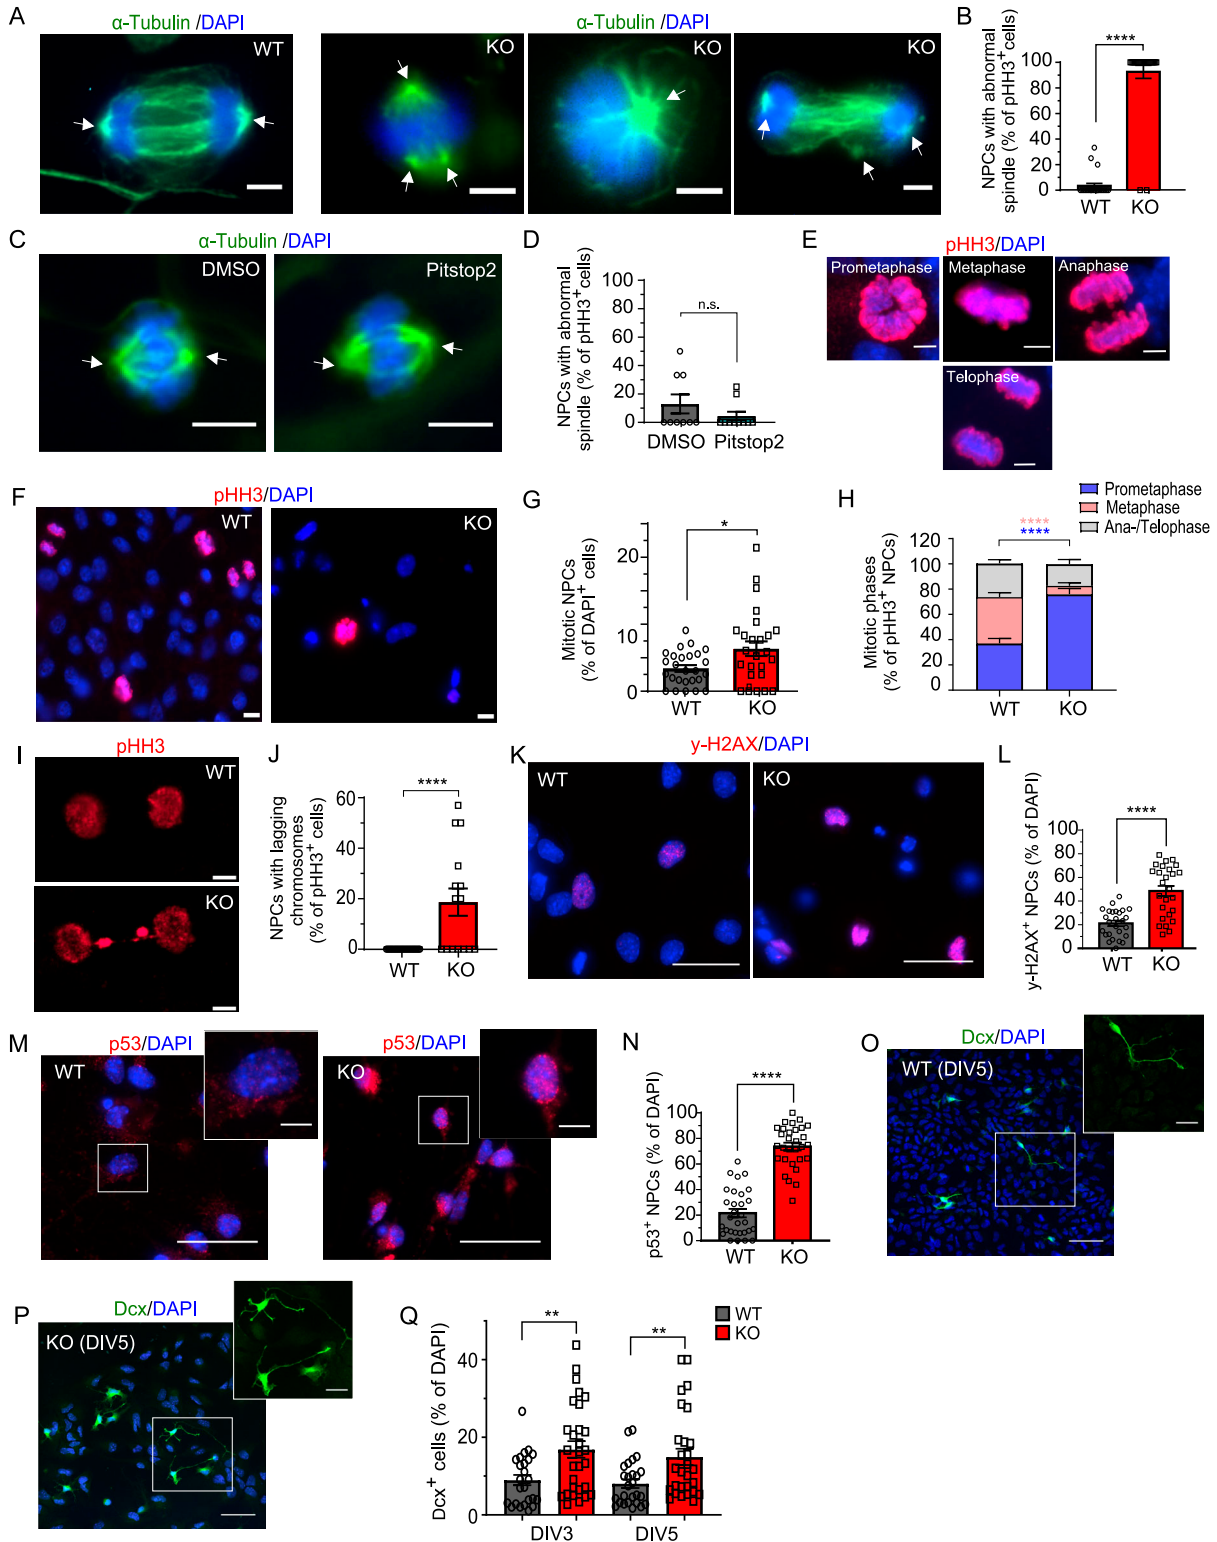 A
α-Tubulin /DAPI
WT
KO
KO
KO
B
NPCs with abnormal
spindle (% of pHH3+cells)
****
100
80
60
40
20
0
WT
KO
C
α-Tubulin/DAPI
DMSO
Pitstop2
D
NPCs with abnormal
spindle (% of pHH3+cells)
n.s.
100
80
60
40
20
0
DMSO
Pitstop2
E
pHH3/DAPI
Prometaphase
Metaphase
Anaphase
Telophase
F
pHH3/DAPI
WT
KO
G
Mitotic NPCs
(% of DAPI+ cells)
*
20
10
0
WT
KO
H
Prometaphase
Metaphase
Ana-/Telophase
Mitotic phases
(% of pHH3+ NPCs)
****
****
120
100
80
60
40
20
0
WT
KO
I
pHH3
WT
KO
J
NPCs with lagging
chromosomes
(% of pHH3+ cells)
****
60
40
20
0
WT
KO
K
y-H2AX/DAPI
WT
KO
L
y-H2AX+ NPCs (% of DAPI)
****
100
80
60
40
20
0
WT
KO
M
p53/DAPI
WT
p53/DAPI
KO
N
p53+ NPCs (% of DAPI)
****
100
80
60
40
20
0
WT
KO
O
Dcx/DAPI
WT (DIV5)
P
Dcx/DAPI
KO (DIV5)
Q
Dcx+ cells (% of DAPI)
**
**
WT
KO
40
20
0
DIV3
DIV5